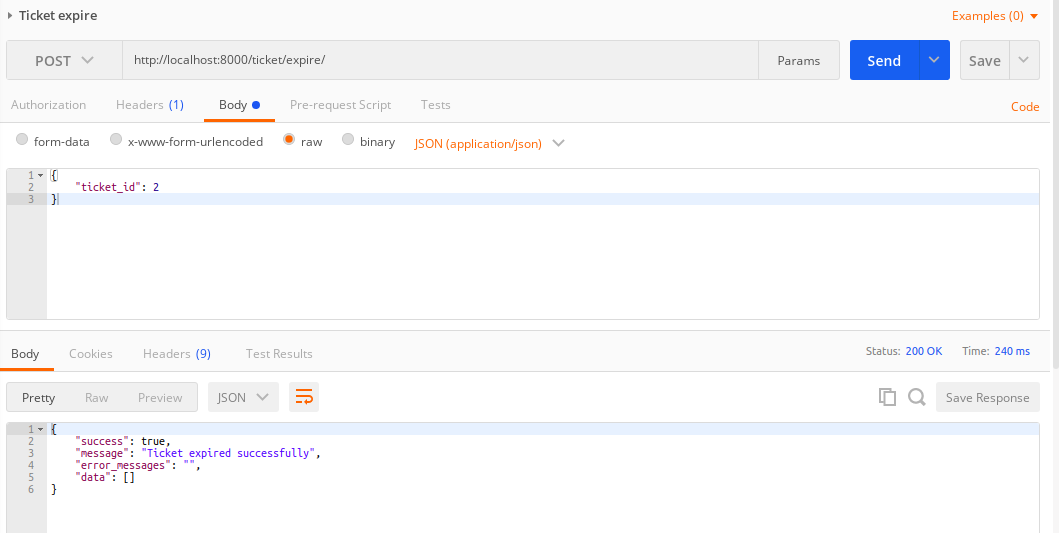 Ticket expire Examples (0)
POST http://localhost:8000/ticket/expire/ Params Send Save
Authorization Headers (1) Body Pre-request Script Tests Code
form-data x-www-form-urlencoded raw binary JSON (application/json)
1 {
2 "ticket_id": 2
3 }
Body Cookies Headers (9) Test Results Status: 200 OK Time: 240 ms
Pretty Raw Preview JSON Save Response
1 {
2 "success": true,
3 "message": "Ticket expired successfully",
4 "error_messages": "",
5 "data": []
6 }